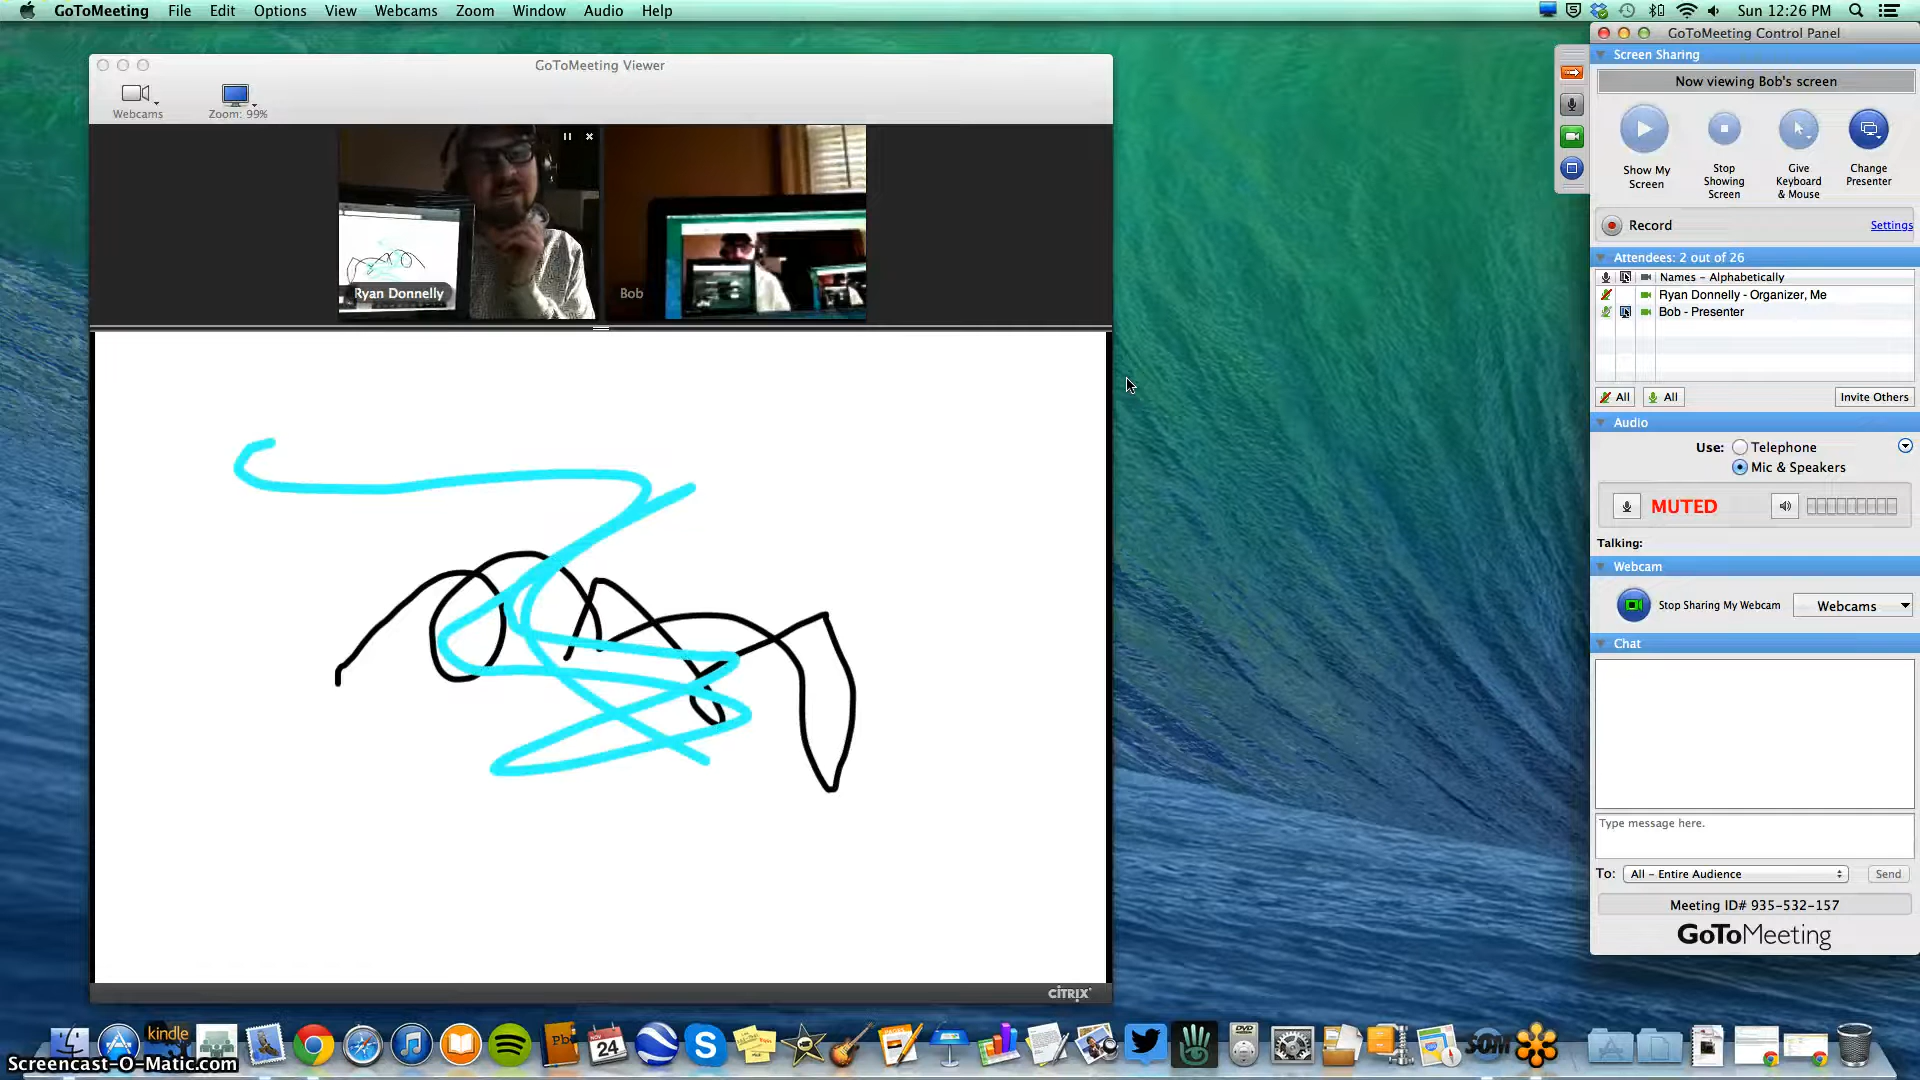 GoToMeeting File Edit Options View Webcams Zoom Window Audio Help Sun 12:26 PM
GoToMeeting Viewer
Webcams
Zoom: 99%
Ryan Donnelly
Bob
CITRIX
GoToMeeting Control Panel
Screen Sharing
Now viewing Bob's screen
Show My
Screen
Stop
Showing
Screen
Give
Keyboard
& Mouse
Change
Presenter
Record Settings
Attendees: 2 out of 26
Names - Alphabetically
Ryan Donnelly - Organizer, Me
Bob - Presenter
All All Invite Others
Audio
Use: Telephone
Mic & Speakers
MUTED
Talking:
Webcam
Stop Sharing My Webcam Webcams
Chat
Type message here.
To: All - Entire Audience Send
Meeting ID# 935-532-157
GoToMeeting
kindle
Pb
24
DVD
SOM
Screencast-O-Matic.com